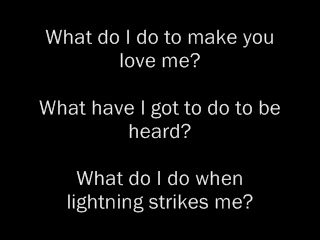 What do I do to make you
love me?
What have I got to do to be
heard?
What do I do when
lightning strikes me?